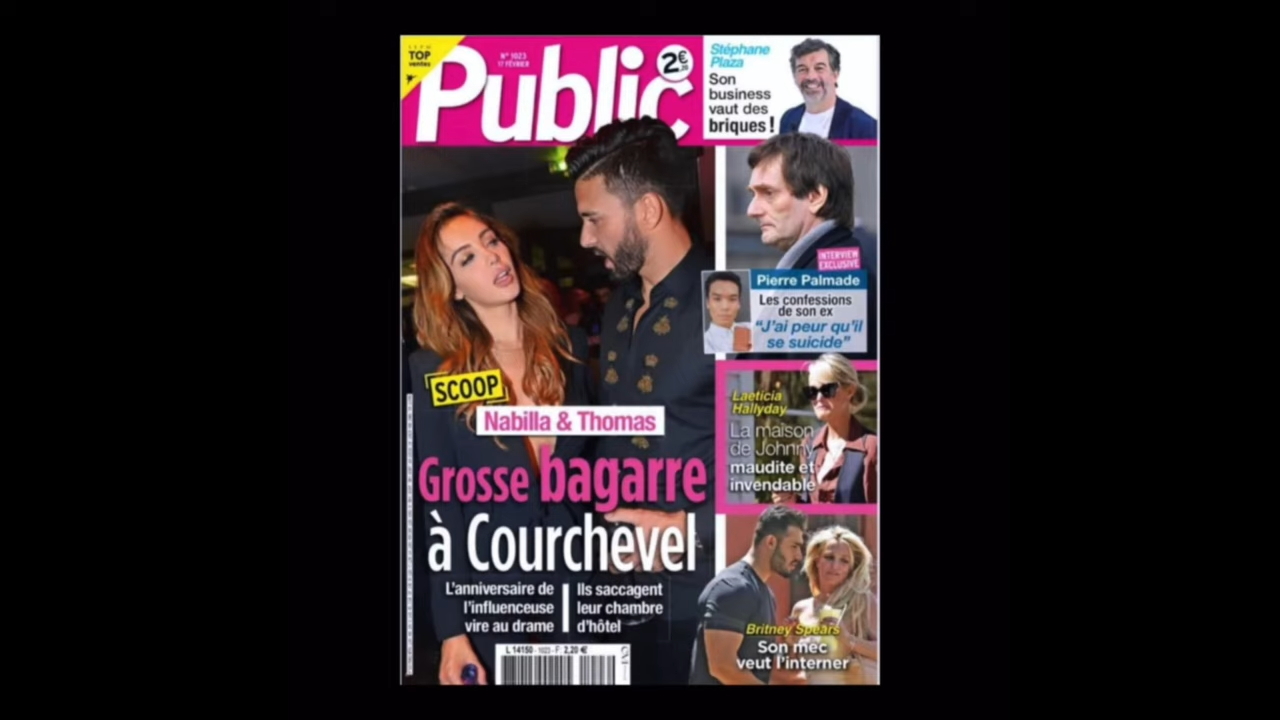 TOP
ventes
N° 1023
17 FÉVRIER
Public
2€
,20
Stéphane
Plaza
Son
business
vaut des
briques !
INTERVIEW
EXCLUSIVE
Pierre Palmade
Les confessions
de son ex
“J’ai peur qu’il
se suicide”
SCOOP
Nabilla & Thomas
Grosse bagarre
à Courchevel
L’anniversaire de
l’influenceuse
vire au drame
Ils saccagent
leur chambre
d’hôtel
Laeticia
Hallyday
La maison
de Johnny
maudite et
invendable
Britney Spears
Son mec
veut l’interner
L 14150 - 1023 - F 2,20 €